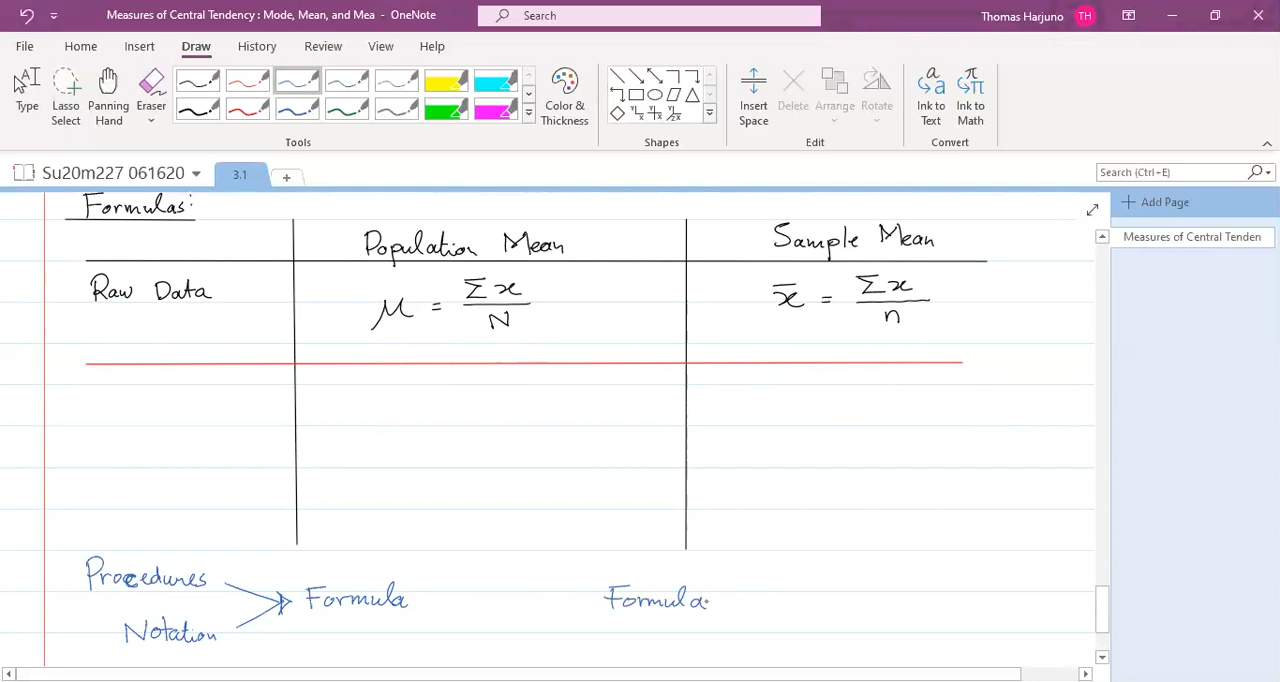 Measures of Central Tendency : Mode, Mean, and Mea - OneNote
Search
Thomas Harjuno TH
File Home Insert Draw History Review View Help
Type
Lasso Select
Panning Hand
Eraser
Color & Thickness
Insert Space
Delete
Arrange
Rotate
Ink to Text
Ink to Math
Tools Shapes Edit Convert
Su20m227 061620 3.1 Search (Ctrl+E)
Add Page
Measures of Central Tenden
Formulas:
Population Mean Sample Mean
Raw Data μ = Σx / N x̄ = Σx / n
Procedures
Notation
Formula Formula